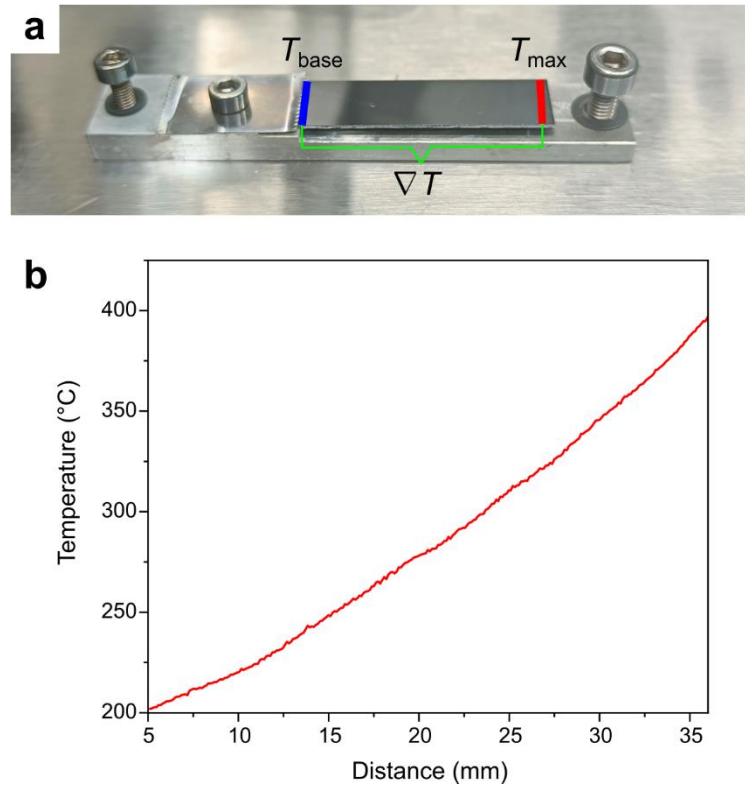 a
T_base T_max
∇T
b
400
350
300
250
200
5 10 15 20 25 30 35
Temperature (°C)
Distance (mm)